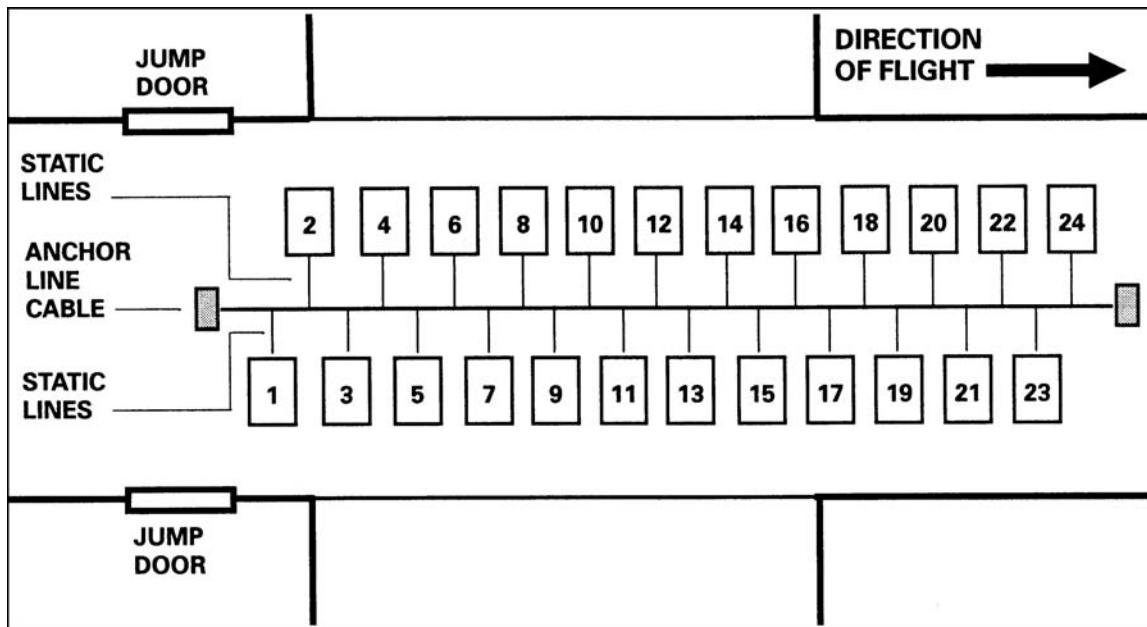 JUMP
DOOR
DIRECTION
OF FLIGHT
STATIC
LINES
2 4 6 8 10 12 14 16 18 20 22 24
ANCHOR
LINE
CABLE
STATIC
LINES
1 3 5 7 9 11 13 15 17 19 21 23
JUMP
DOOR